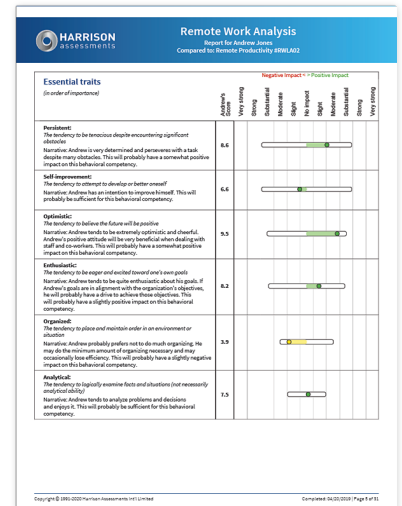 HARRISON
assessments
Remote Work Analysis
Report for Andrew Jones
Compared to: Remote Productivity #RWLA02
Essential traits
(in order of importance)
Negative Impact < > Positive Impact
Andrew's
Score
Very strong
Strong
Substantial
Moderate
Slight
No impact
Slight
Moderate
Substantial
Strong
Very strong
Persistent:
The tendency to be tenacious despite encountering significant
obstacles
Narrative: Andrew is very determined and perseveres with a task
despite many obstacles. This will probably have a somewhat positive
impact on this behavioral competency.
8.6
Self-improvement:
The tendency to attempt to develop or better oneself
Narrative: Andrew has an intention to improve himself. This will
probably be sufficient for this behavioral competency.
6.6
Optimistic:
The tendency to believe the future will be positive
Narrative: Andrew tends to be extremely optimistic and cheerful.
Andrew's positive attitude will be very beneficial when dealing with
staff and co-workers. This will probably have a somewhat positive
impact on this behavioral competency.
9.5
Enthusiastic:
The tendency to be eager and excited toward one's own goals
Narrative: Andrew tends to be quite enthusiastic about his goals. If
Andrew's goals are in alignment with the organization's objectives,
he will probably have a drive to achieve those objectives. This
will probably have a slightly positive impact on this behavioral
competency.
8.2
Organized:
The tendency to place and maintain order in an environment or
situation
Narrative: Andrew probably prefers not to do much organizing. He
may do the minimum amount of organizing necessary and may
occasionally lose efficiency. This will probably have a slightly negative
impact on this behavioral competency.
3.9
Analytical:
The tendency to logically examine facts and situations (not necessarily
analytical ability)
Narrative: Andrew tends to analyze problems and decisions
and enjoys it. This will probably be sufficient for this behavioral
competency.
7.5
Copyright © 1991-2020 Harrison Assessments Int'l Limited
Completed: 04/20/2019 | Page 5 of 31